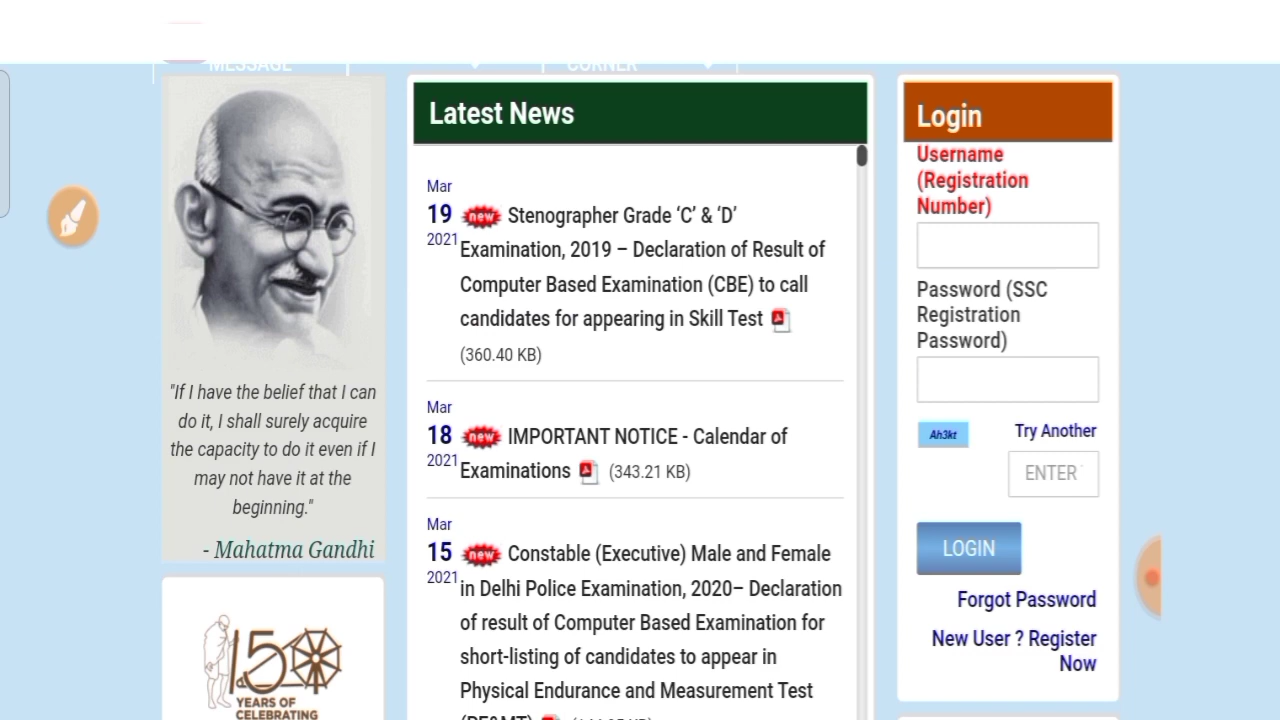 MESSAGE
CORNER
"If I have the belief that I can
do it, I shall surely acquire
the capacity to do it even if I
may not have it at the
beginning."
- Mahatma Gandhi
150
YEARS OF
CELEBRATING
Latest News
Mar
19
2021
new Stenographer Grade ‘C’ & ‘D’
Examination, 2019 – Declaration of Result of
Computer Based Examination (CBE) to call
candidates for appearing in Skill Test
(360.40 KB)
Mar
18
2021
new IMPORTANT NOTICE - Calendar of
Examinations (343.21 KB)
Mar
15
2021
new Constable (Executive) Male and Female
in Delhi Police Examination, 2020– Declaration
of result of Computer Based Examination for
short-listing of candidates to appear in
Physical Endurance and Measurement Test
Login
Username
(Registration
Number)
Password (SSC
Registration
Password)
Ah3kt
Try Another
ENTER
LOGIN
Forgot Password
New User ? Register
Now